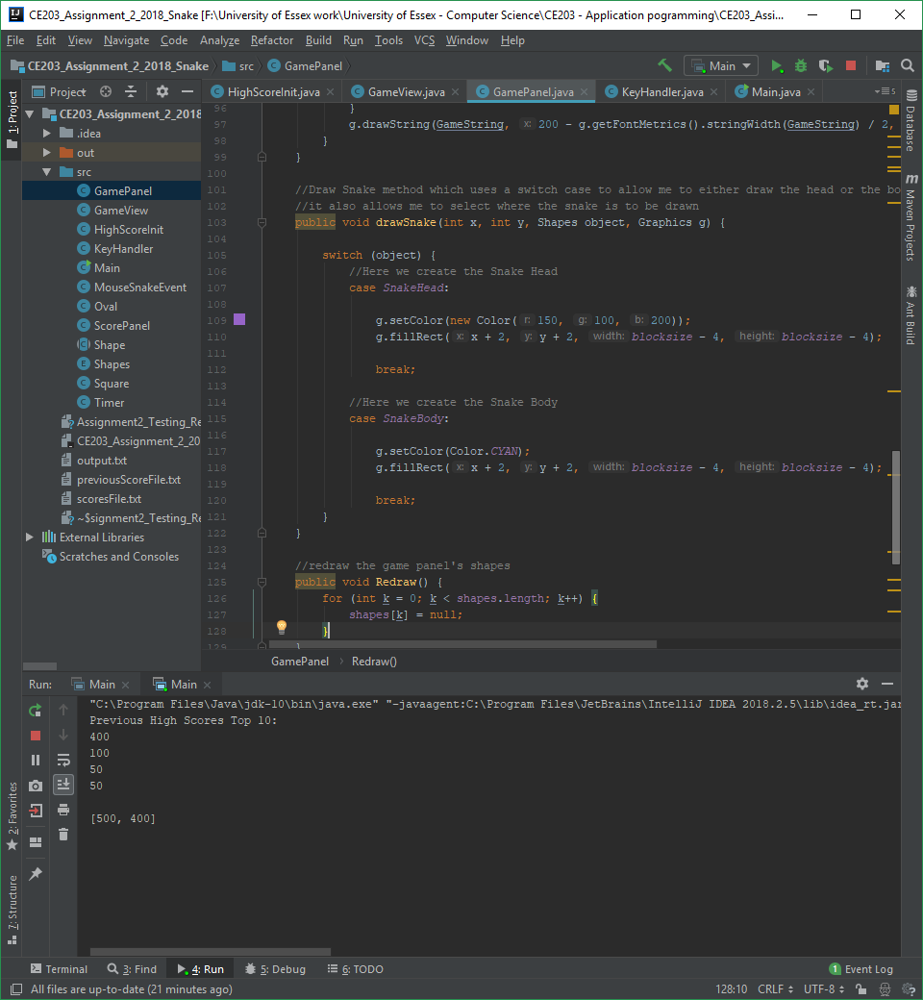 CE203_Assignment_2_2018_Snake [F:\University of Essex work\University of Essex - Computer Science\CE203 - Application pogramming\CE203_Assi...
File Edit View Navigate Code Analyze Refactor Build Run Tools VCS Window Help
CE203_Assignment_2_2018_Snake src GamePanel Main
1: Project
Project
HighScoreInit.java GameView.java GamePanel.java KeyHandler.java Main.java 5
CE203_Assignment_2_2018
.idea
out
src
GamePanel
GameView
HighScoreInit
KeyHandler
Main
MouseSnakeEvent
Oval
ScorePanel
Shape
Shapes
Square
Timer
Assignment2_Testing_Re
CE203_Assignment_2_20
output.txt
previousScoreFile.txt
scoresFile.txt
~$signment2_Testing_Re
External Libraries
Scratches and Consoles
96 }
97 g.drawString(GameString, x: 200 - g.getFontMetrics().stringWidth(GameString) / 2,
98 }
99 }
100
101 //Draw Snake method which uses a switch case to allow me to either draw the head or the bo
102 //it also allows me to select where the snake is to be drawn
103 public void drawSnake(int x, int y, Shapes object, Graphics g) {
104
105 switch (object) {
106 //Here we create the Snake Head
107 case SnakeHead:
108
109 g.setColor(new Color( r: 150, g: 100, b: 200));
110 g.fillRect( x: x + 2, y: y + 2, width: blocksize - 4, height: blocksize - 4);
111
112 break;
113
114 //Here we create the Snake Body
115 case SnakeBody:
116
117 g.setColor(Color.CYAN);
118 g.fillRect( x: x + 2, y: y + 2, width: blocksize - 4, height: blocksize - 4);
119
120 break;
121 }
122 }
123
124 //redraw the game panel's shapes
125 public void Redraw() {
126 for (int k = 0; k < shapes.length; k++) {
127 shapes[k] = null;
128 }
129 }
GamePanel Redraw()
Database
Maven Projects
Ant Build
Run: Main Main
"C:\Program Files\Java\jdk-10\bin\java.exe" "-javaagent:C:\Program Files\JetBrains\IntelliJ IDEA 2018.2.5\lib\idea_rt.jar
Previous High Scores Top 10:
400
100
50
50
[500, 400]
2: Favorites
7: Structure
Terminal 3: Find 4: Run 5: Debug 6: TODO 1 Event Log
All files are up-to-date (21 minutes ago) 128:10 CRLF UTF-8